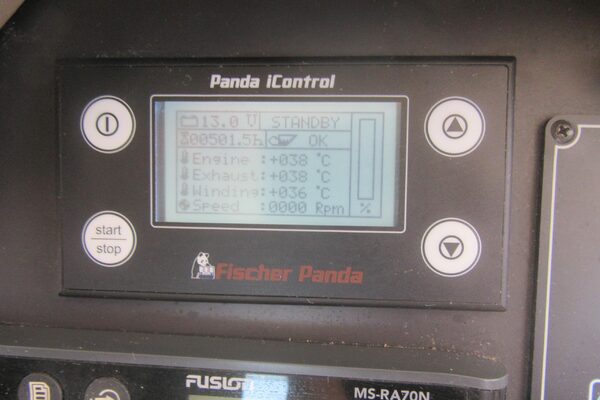 Panda iControl
13.0 V STANDBY
00501.5h OK
Engine :+038 °C
Exhaust:+038 °C
Winding:+036 °C
Speed :0000 Rpm %
start
stop
Fischer Panda
FUSION
MS-RA70N